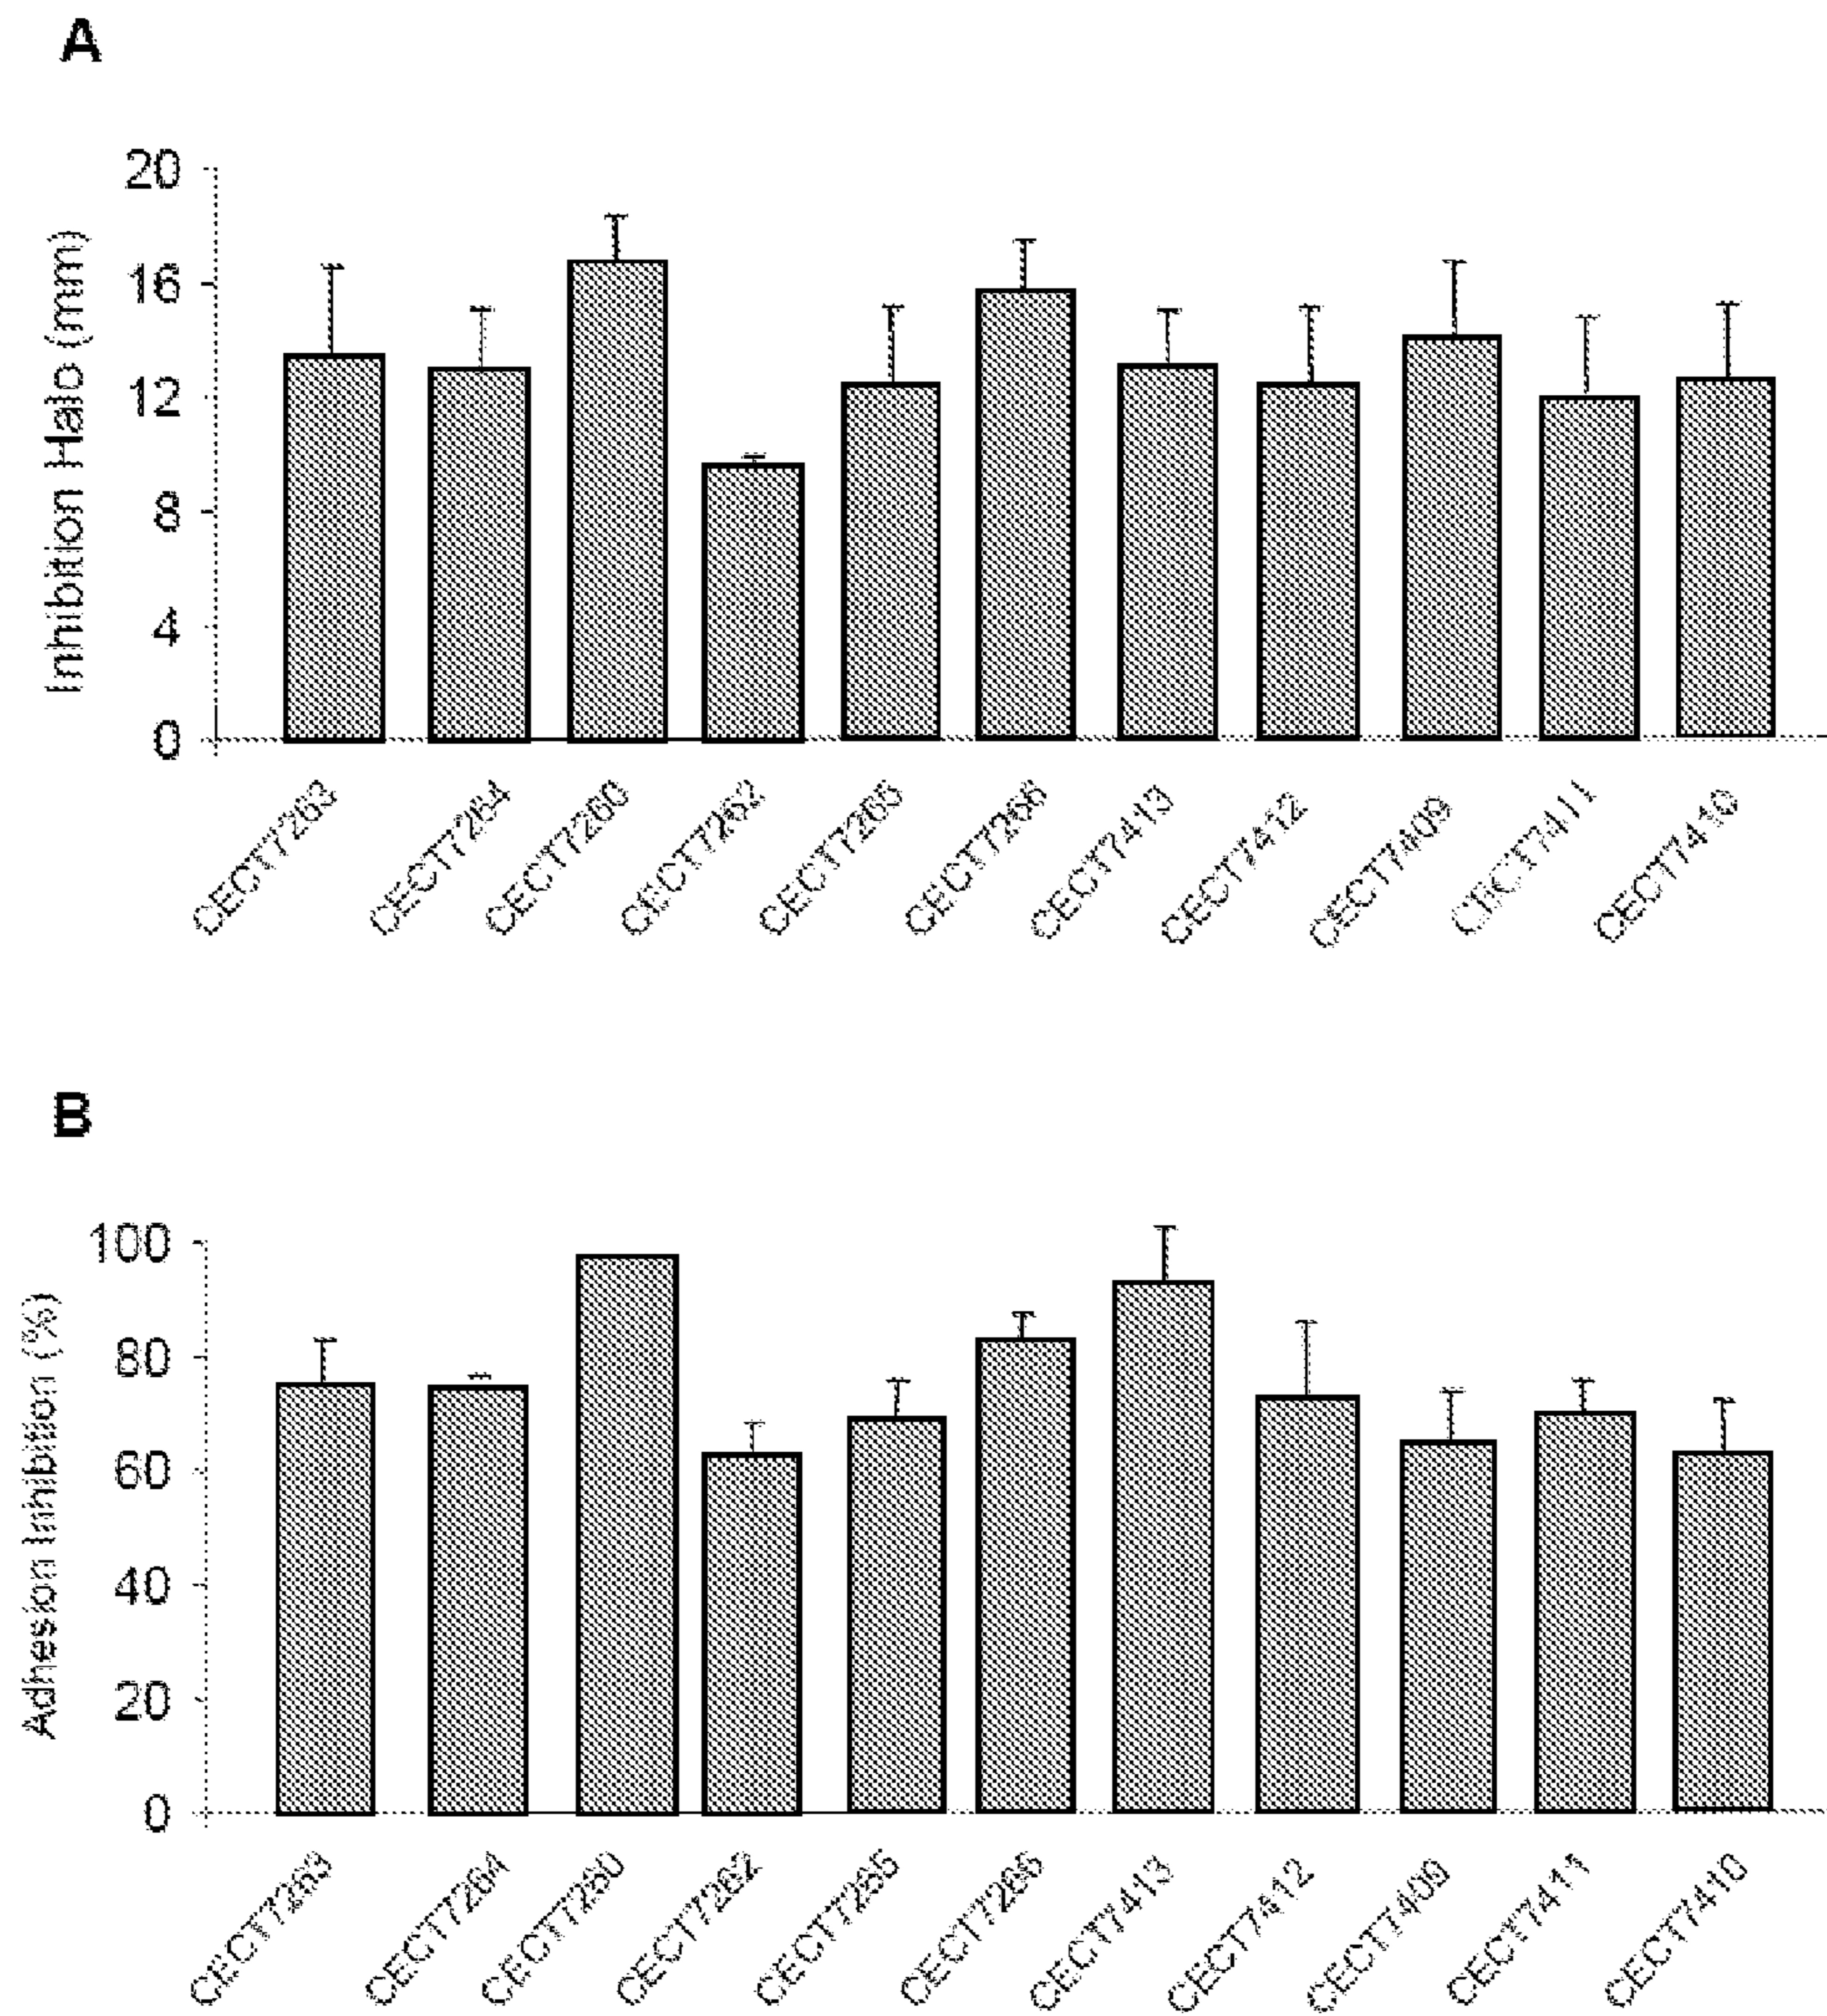 A
20
16
12
8
4
0
Inhibition Halo (mm)
CECT7263
CECT7264
CECT7260
CECT7262
CECT7265
CECT7266
CECT7413
CECT7412
CECT7409
CECT7411
CECT7410
B
100
80
60
40
20
0
Adhesion Inhibition (%)
CECT7263
CECT7264
CECT7260
CECT7262
CECT7265
CECT7266
CECT7413
CECT7412
CECT7409
CECT7411
CECT7410